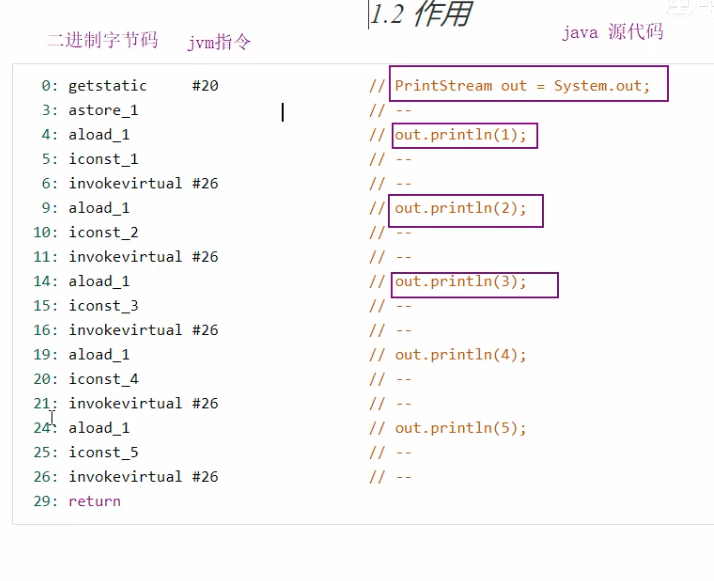 1.2 作用
二进制字节码 jvm指令 java 源代码
0: getstatic #20 // PrintStream out = System.out;
3: astore_1 // --
4: aload_1 // out.println(1);
5: iconst_1 // --
6: invokevirtual #26 // --
9: aload_1 // out.println(2);
10: iconst_2 // --
11: invokevirtual #26 // --
14: aload_1 // out.println(3);
15: iconst_3 // --
16: invokevirtual #26 // --
19: aload_1 // out.println(4);
20: iconst_4 // --
21: invokevirtual #26 // --
24: aload_1 // out.println(5);
25: iconst_5 // --
26: invokevirtual #26 // --
29: return